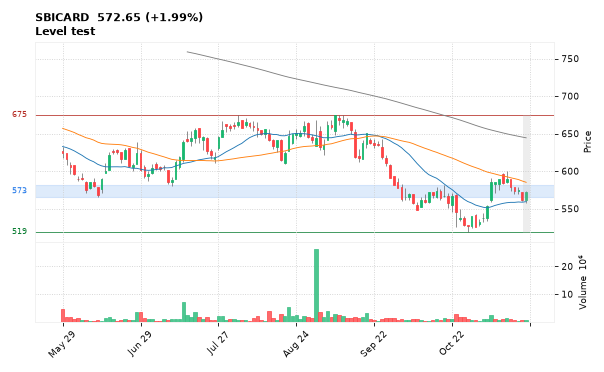 SBICARD 572.65 (+1.99%)
Level test
750
700
675
650
600
573
550
519
Price
20
10
Volume 10⁴
May 29
Jun 29
Jul 27
Aug 24
Sep 22
Oct 22